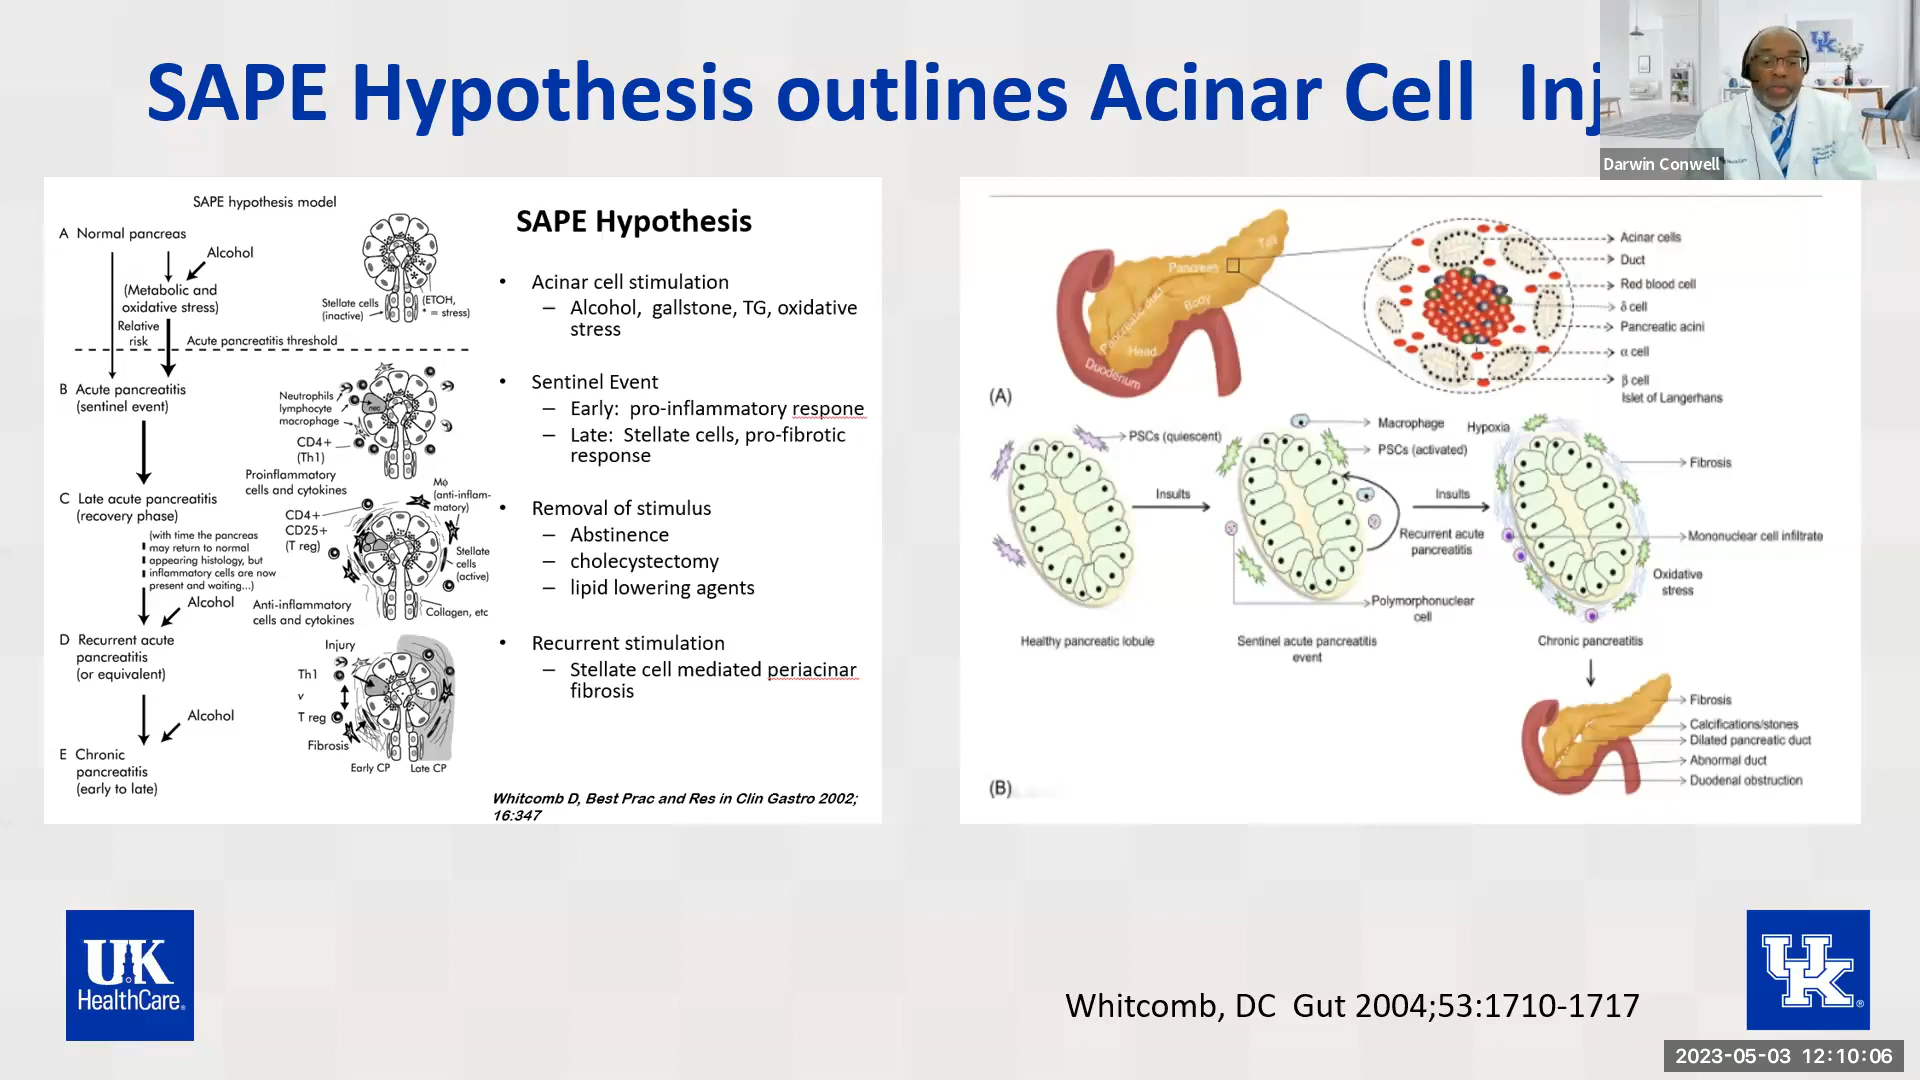 SAPE Hypothesis outlines Acinar Cell Inj
Darwin Conwell
SAPE hypothesis model
A Normal pancreas
Alcohol
(Metabolic and
oxidative stress)
Relative
risk
Acute pancreatitis threshold
Stellate cells
(inactive)
(ETOH,
* = stress)
B Acute pancreatitis
(sentinel event)
Neutrophils
lymphocyte
macrophage
nec
CD4+
(Th1)
Proinflammatory
cells and cytokines
C Late acute pancreatitis
(recovery phase)
(with time the pancreas
may return to normal
appearing histology, but
inflammatory cells are now
present and waiting...)
CD4+
CD25+
(T reg)
Mϕ
(anti-inflam-
matory)
Stellate
cells
(active)
Alcohol
Anti-inflammatory
cells and cytokines
Collagen, etc
D Recurrent acute
pancreatitis
(or equivalent)
Injury
Th1
v
T reg
Fibrosis
Alcohol
E Chronic
pancreatitis
(early to late)
Early CP
Late CP
SAPE Hypothesis
• Acinar cell stimulation
– Alcohol, gallstone, TG, oxidative
stress
• Sentinel Event
– Early: pro-inflammatory respone
– Late: Stellate cells, pro-fibrotic
response
• Removal of stimulus
– Abstinence
– cholecystectomy
– lipid lowering agents
• Recurrent stimulation
– Stellate cell mediated periacinar
fibrosis
Whitcomb D, Best Prac and Res in Clin Gastro 2002;
16:347
Tail
Pancreas
Body
Pancreatic duct
Head
Duodenum
Acinar cells
Duct
Red blood cell
δ cell
Pancreatic acini
α cell
β cell
Islet of Langerhans
(A)
PSCs (quiescent)
Macrophage
PSCs (activated)
Hypoxia
Fibrosis
Insults
Insults
Recurrent acute
pancreatitis
Mononuclear cell infiltrate
Oxidative
stress
Polymorphonuclear
cell
Healthy pancreatic lobule
Sentinel acute pancreatitis
event
Chronic pancreatitis
Fibrosis
Calcifications/stones
Dilated pancreatic duct
Abnormal duct
Duodenal obstruction
(B)
UK
HealthCare®
Whitcomb, DC Gut 2004;53:1710-1717
UK®
2023-05-03 12:10:06